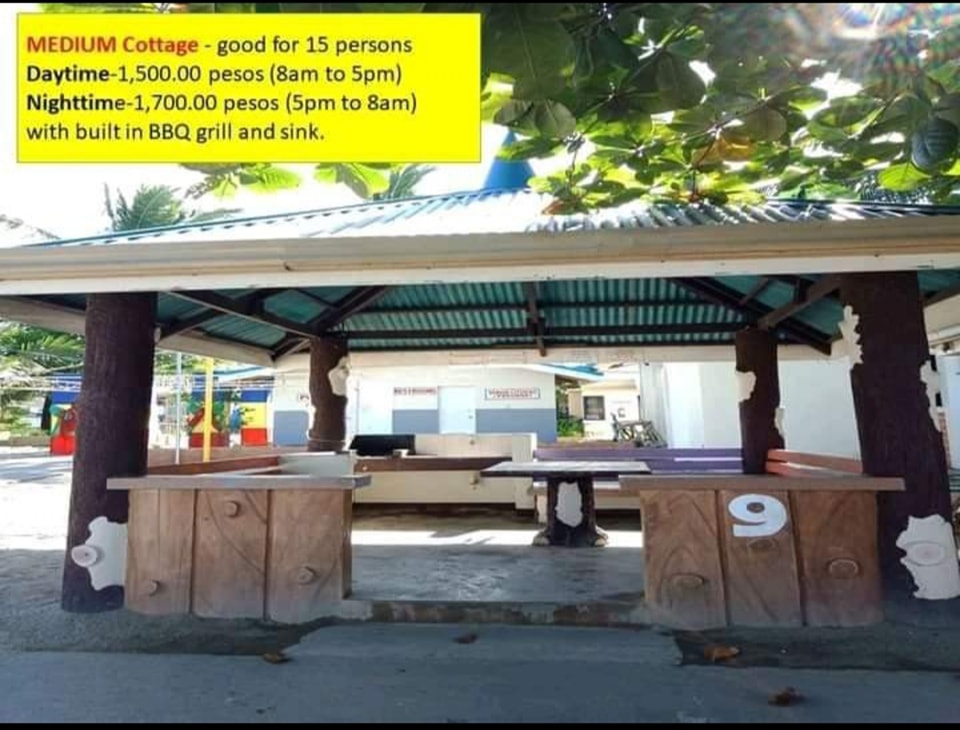 MEDIUM Cottage - good for 15 persons
Daytime-1,500.00 pesos (8am to 5pm)
Nighttime-1,700.00 pesos (5pm to 8am)
with built in BBQ grill and sink.
RESTROOMS
9